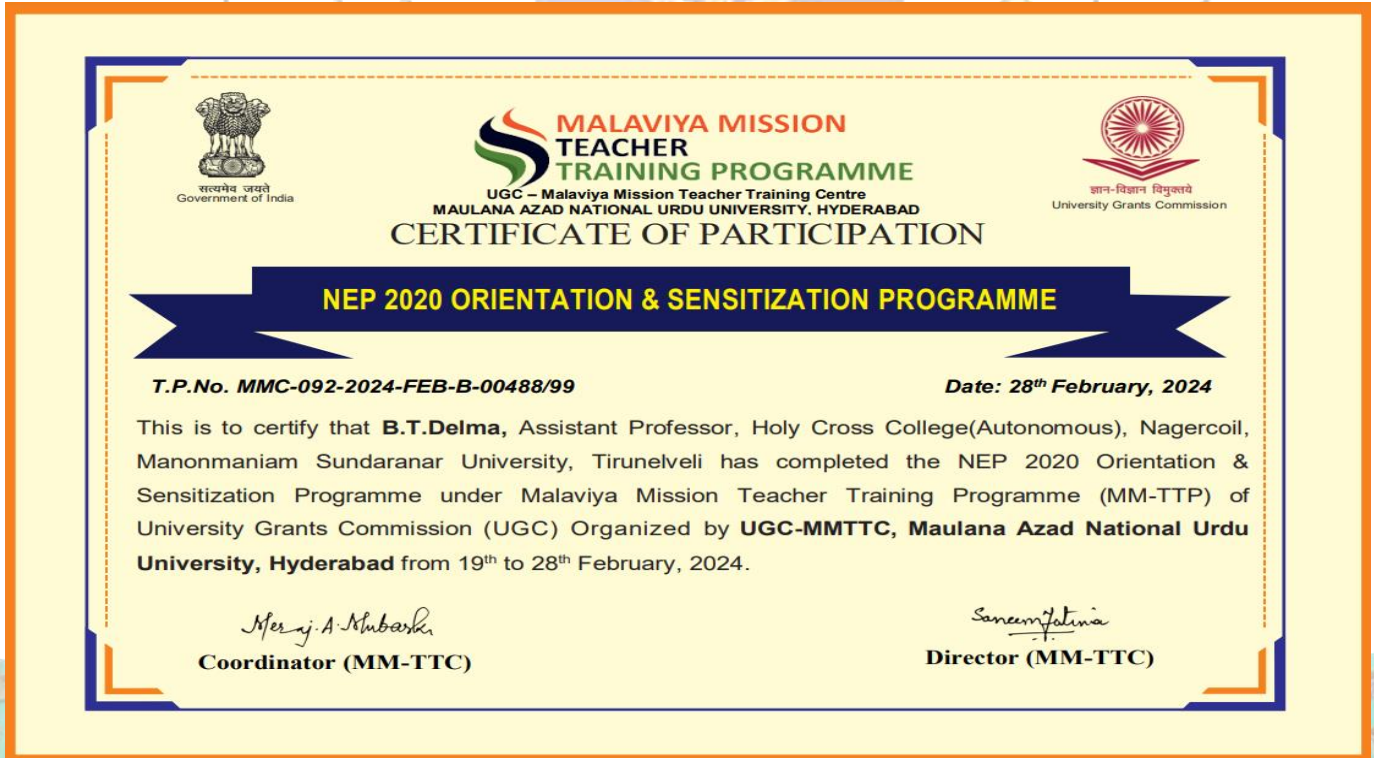 सत्यमेव जयते
Government of India
MALAVIYA MISSION
TEACHER
TRAINING PROGRAMME
UGC – Malaviya Mission Teacher Training Centre
MAULANA AZAD NATIONAL URDU UNIVERSITY, HYDERABAD
ज्ञान-विज्ञान विमुक्तये
University Grants Commission
CERTIFICATE OF PARTICIPATION
NEP 2020 ORIENTATION & SENSITIZATION PROGRAMME
T.P.No. MMC-092-2024-FEB-B-00488/99 Date: 28th February, 2024
This is to certify that B.T.Delma, Assistant Professor, Holy Cross College(Autonomous), Nagercoil,
Manonmaniam Sundaranar University, Tirunelveli has completed the NEP 2020 Orientation &
Sensitization Programme under Malaviya Mission Teacher Training Programme (MM-TTP) of
University Grants Commission (UGC) Organized by UGC-MMTTC, Maulana Azad National Urdu
University, Hyderabad from 19th to 28th February, 2024.
Meraj.A.
Coordinator (MM-TTC) Director (MM-TTC)